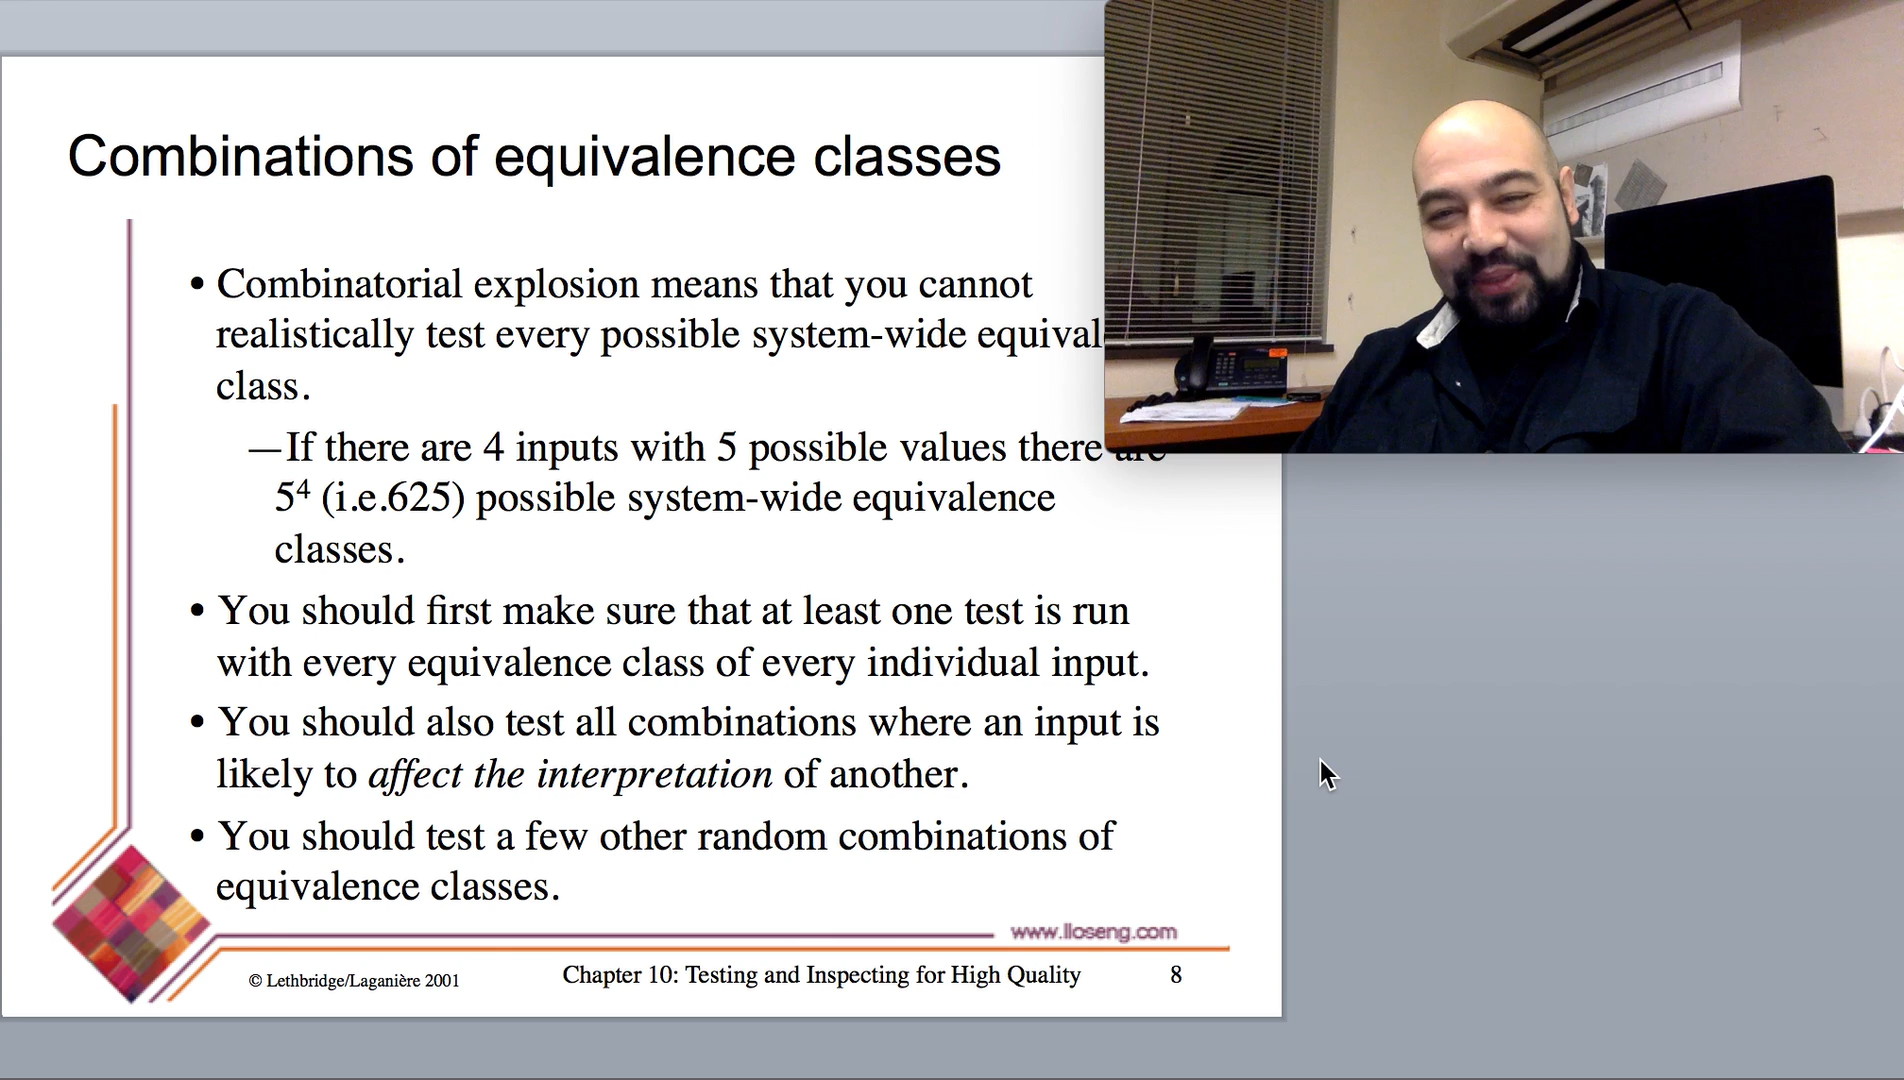 Combinations of equivalence classes
• Combinatorial explosion means that you cannot
realistically test every possible system-wide equival
class.
—If there are 4 inputs with 5 possible values there are
5⁴ (i.e.625) possible system-wide equivalence
classes.
• You should first make sure that at least one test is run
with every equivalence class of every individual input.
• You should also test all combinations where an input is
likely to affect the interpretation of another.
• You should test a few other random combinations of
equivalence classes.
www.lloseng.com
© Lethbridge/Laganière 2001
Chapter 10: Testing and Inspecting for High Quality
8